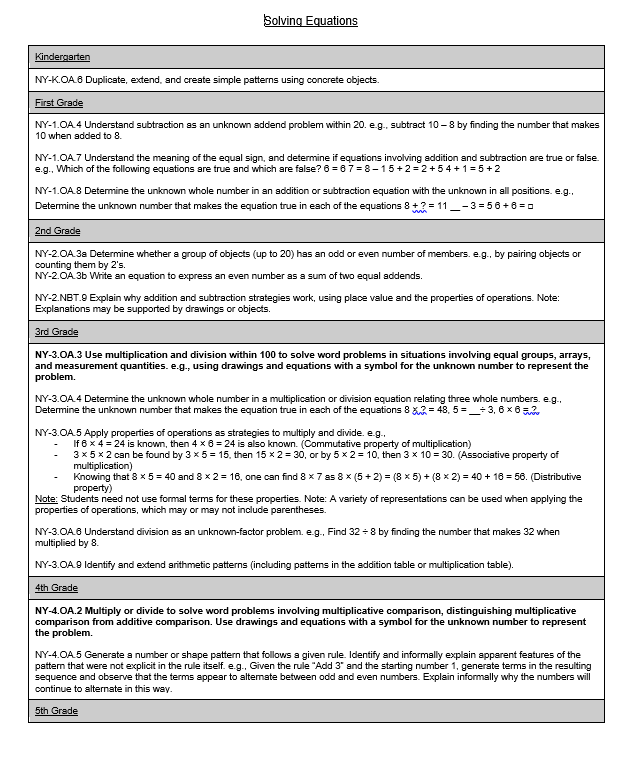 Solving Equations
Kindergarten
NY-K.OA.6 Duplicate, extend, and create simple patterns using concrete objects.
First Grade
NY-1.OA.4 Understand subtraction as an unknown addend problem within 20. e.g., subtract 10 – 8 by finding the number that makes
10 when added to 8.
NY-1.OA.7 Understand the meaning of the equal sign, and determine if equations involving addition and subtraction are true or false.
e.g., Which of the following equations are true and which are false? 6 = 6 7 = 8 – 1 5 + 2 = 2 + 5 4 + 1 = 5 + 2
NY-1.OA.8 Determine the unknown whole number in an addition or subtraction equation with the unknown in all positions. e.g.,
Determine the unknown number that makes the equation true in each of the equations 8 + ? = 11 __ – 3 = 5 6 + 6 = □
2nd Grade
NY-2.OA.3a Determine whether a group of objects (up to 20) has an odd or even number of members. e.g., by pairing objects or
counting them by 2's.
NY-2.OA.3b Write an equation to express an even number as a sum of two equal addends.
NY-2.NBT.9 Explain why addition and subtraction strategies work, using place value and the properties of operations. Note:
Explanations may be supported by drawings or objects.
3rd Grade
NY-3.OA.3 Use multiplication and division within 100 to solve word problems in situations involving equal groups, arrays,
and measurement quantities. e.g., using drawings and equations with a symbol for the unknown number to represent the
problem.
NY-3.OA.4 Determine the unknown whole number in a multiplication or division equation relating three whole numbers. e.g.,
Determine the unknown number that makes the equation true in each of the equations 8 × ? = 48, 5 = __÷ 3, 6 × 6 = ?.
NY-3.OA.5 Apply properties of operations as strategies to multiply and divide. e.g.,
- If 6 × 4 = 24 is known, then 4 × 6 = 24 is also known. (Commutative property of multiplication)
- 3 × 5 × 2 can be found by 3 × 5 = 15, then 15 × 2 = 30, or by 5 × 2 = 10, then 3 × 10 = 30. (Associative property of
multiplication)
- Knowing that 8 × 5 = 40 and 8 × 2 = 16, one can find 8 × 7 as 8 × (5 + 2) = (8 × 5) + (8 × 2) = 40 + 16 = 56. (Distributive
property)
Note: Students need not use formal terms for these properties. Note: A variety of representations can be used when applying the
properties of operations, which may or may not include parentheses.
NY-3.OA.6 Understand division as an unknown-factor problem. e.g., Find 32 ÷ 8 by finding the number that makes 32 when
multiplied by 8.
NY-3.OA.9 Identify and extend arithmetic patterns (including patterns in the addition table or multiplication table).
4th Grade
NY-4.OA.2 Multiply or divide to solve word problems involving multiplicative comparison, distinguishing multiplicative
comparison from additive comparison. Use drawings and equations with a symbol for the unknown number to represent
the problem.
NY-4.OA.5 Generate a number or shape pattern that follows a given rule. Identify and informally explain apparent features of the
pattern that were not explicit in the rule itself. e.g., Given the rule “Add 3” and the starting number 1, generate terms in the resulting
sequence and observe that the terms appear to alternate between odd and even numbers. Explain informally why the numbers will
continue to alternate in this way.
5th Grade